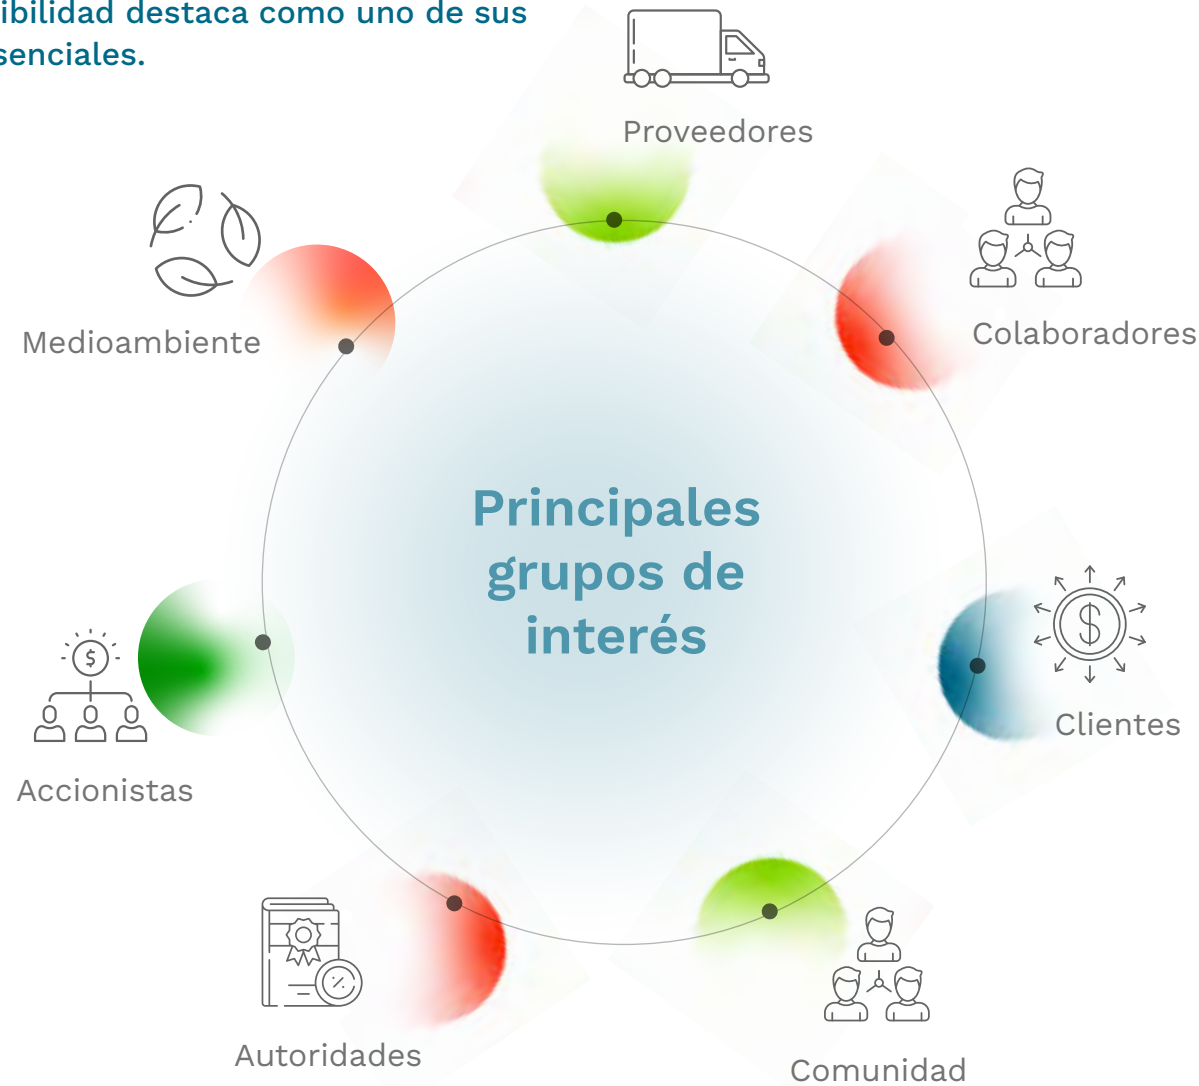 ibilidad destaca como uno de sus
senciales.
Proveedores
Colaboradores
Medioambiente
Principales
grupos de
interés
Clientes
Accionistas
Autoridades
Comunidad